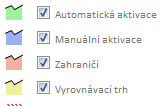 Automatická aktivace
Manuální aktivace
Zahraničí
Vyrovnávací trh